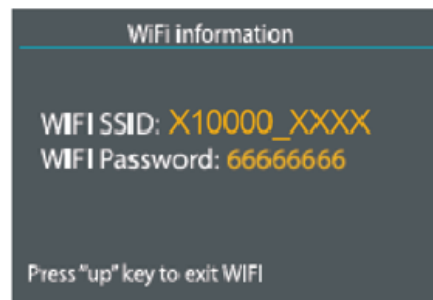 WiFi information
WIFI SSID: X10000_XXXX
WIFI Password: 66666666
Press "up" key to exit WIFI